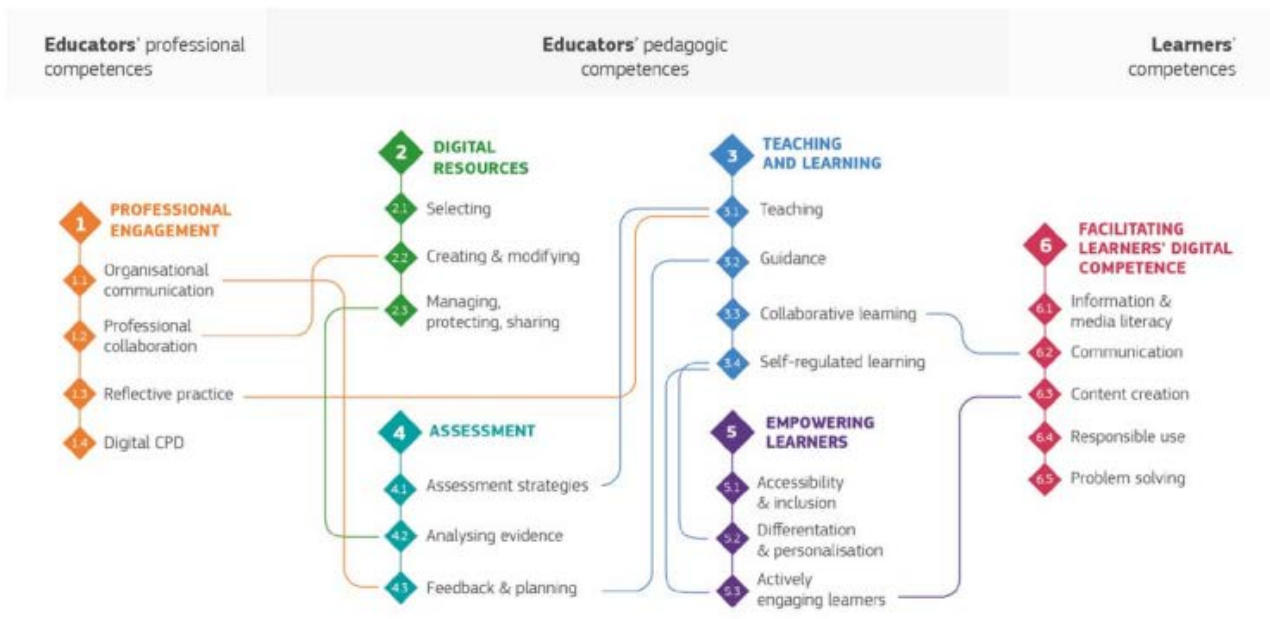 Educators' professional
competences
Educators' pedagogic
competences
Learners'
competences
1
PROFESSIONAL
ENGAGEMENT
1.1
Organisational
communication
1.2
Professional
collaboration
1.3
Reflective practice
1.4
Digital CPD
2
DIGITAL
RESOURCES
2.1
Selecting
2.2
Creating & modifying
2.3
Managing,
protecting, sharing
4
ASSESSMENT
4.1
Assessment strategies
4.2
Analysing evidence
4.3
Feedback & planning
3
TEACHING
AND LEARNING
3.1
Teaching
3.2
Guidance
3.3
Collaborative learning
3.4
Self-regulated learning
5
EMPOWERING
LEARNERS
5.1
Accessibility
& inclusion
5.2
Differentation
& personalisation
5.3
Actively
engaging learners
6
FACILITATING
LEARNERS' DIGITAL
COMPETENCE
6.1
Information &
media literacy
6.2
Communication
6.3
Content creation
6.4
Responsible use
6.5
Problem solving